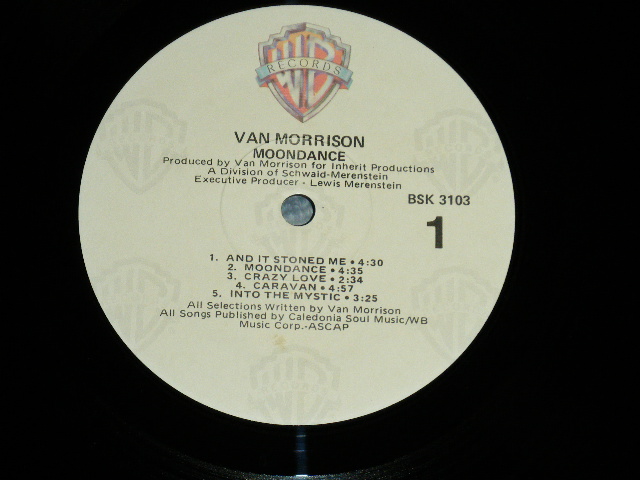 WB
RECORDS
VAN MORRISON
MOONDANCE
Produced by Van Morrison for Inherit Productions
A Division of Schwaid-Merenstein
Executive Producer - Lewis Merenstein
BSK 3103
1
1. AND IT STONED ME • 4:30
2. MOONDANCE • 4:35
3. CRAZY LOVE • 2:34
4. CARAVAN • 4:57
5. INTO THE MYSTIC • 3:25
All Selections Written by Van Morrison
All Songs Published by Caledonia Soul Music/WB
Music Corp.-ASCAP